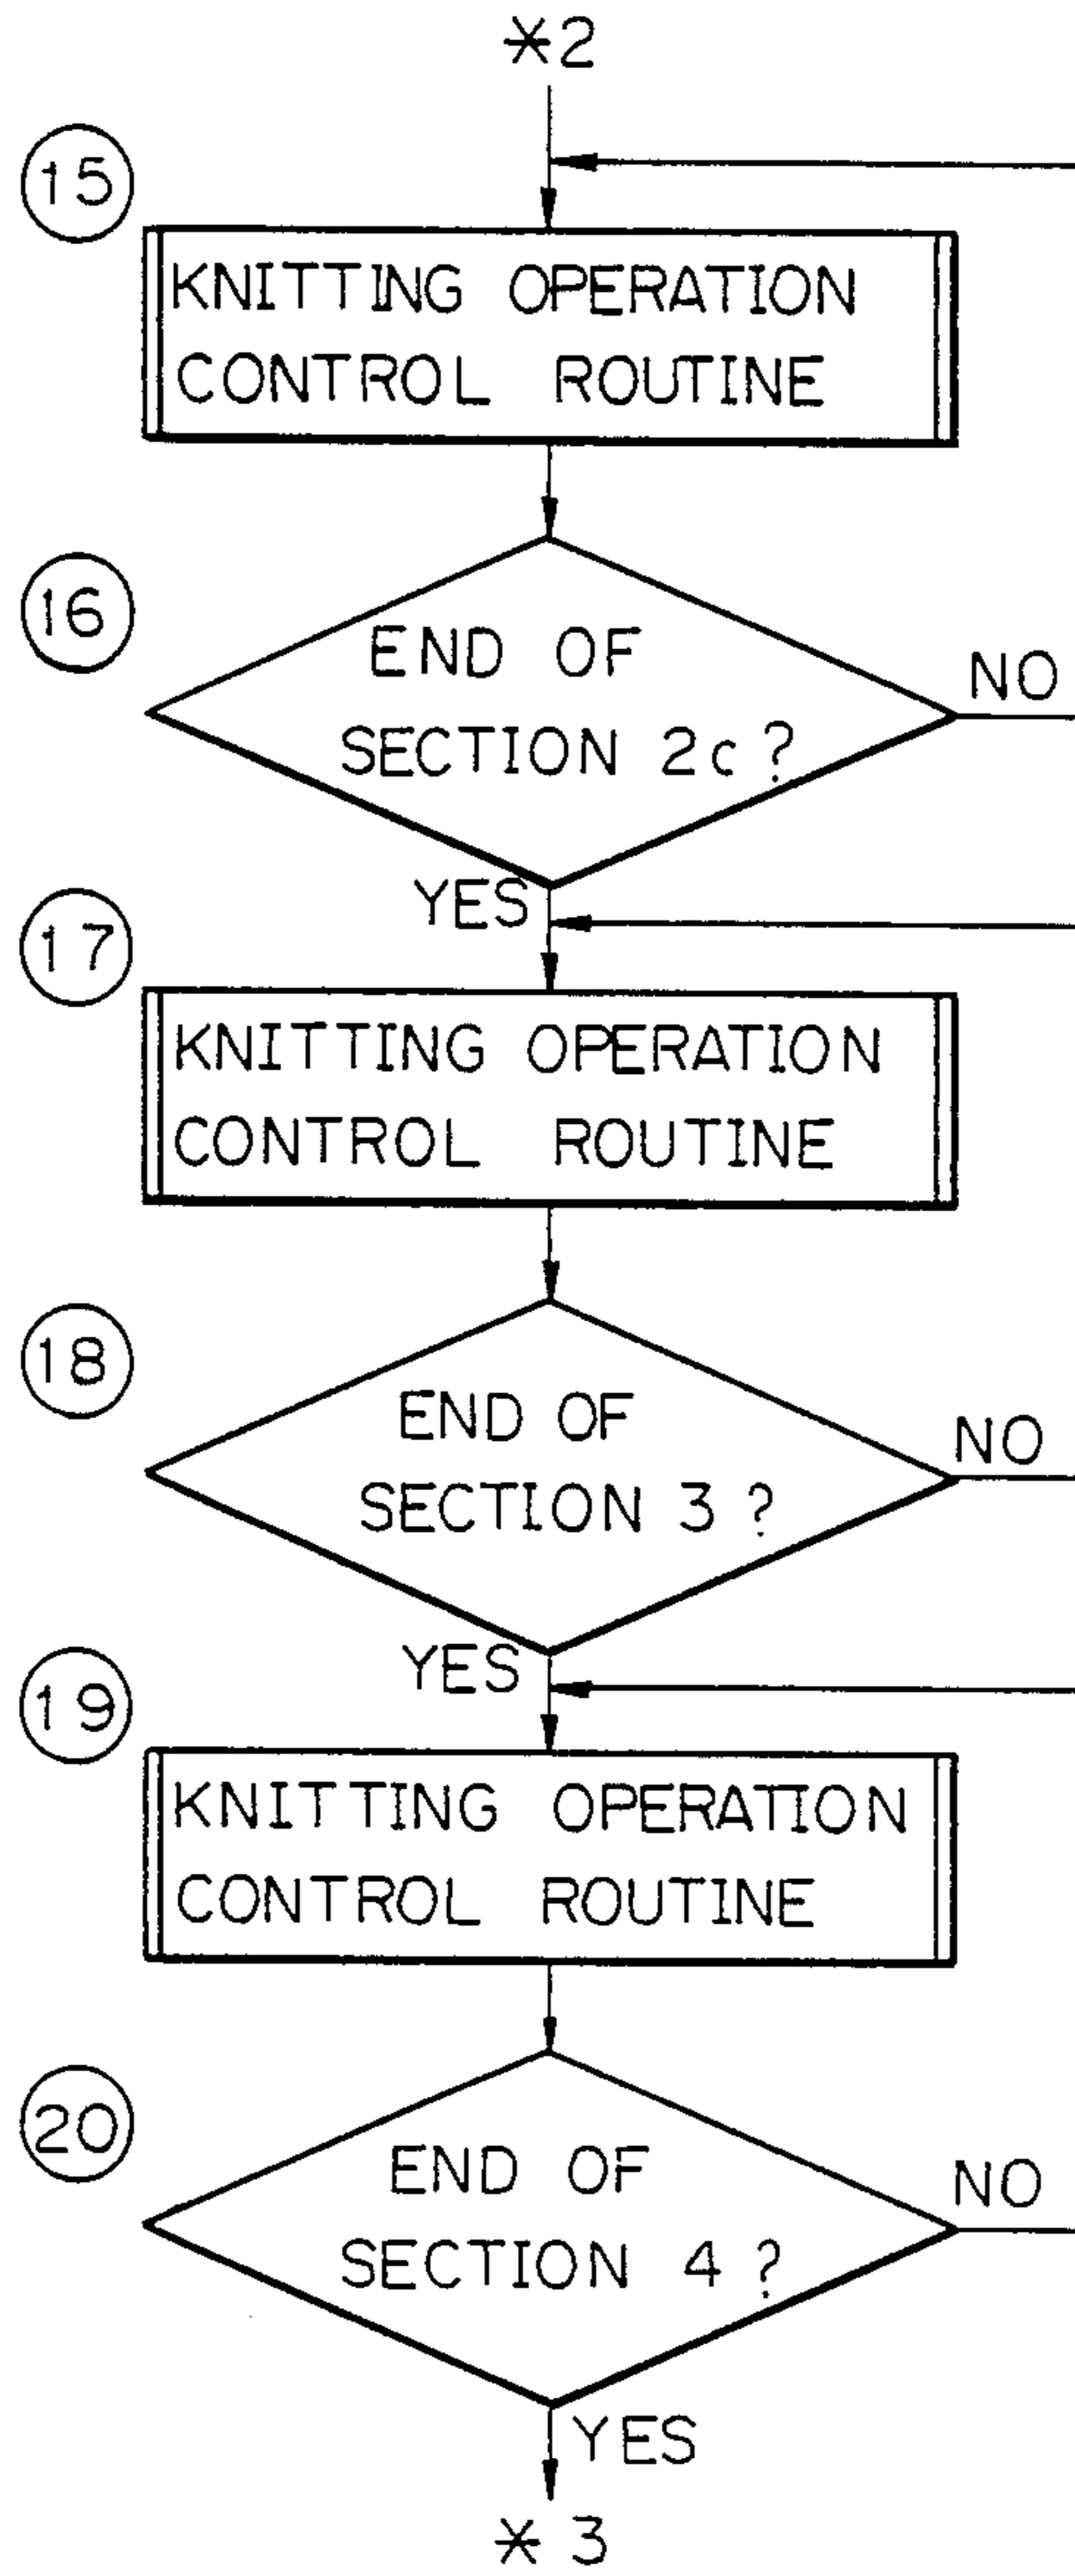 *2
15
KNITTING OPERATION
CONTROL ROUTINE
16
END OF
SECTION 2c?
NO
YES
17
KNITTING OPERATION
CONTROL ROUTINE
18
END OF
SECTION 3?
NO
YES
19
KNITTING OPERATION
CONTROL ROUTINE
20
END OF
SECTION 4?
NO
YES
*3